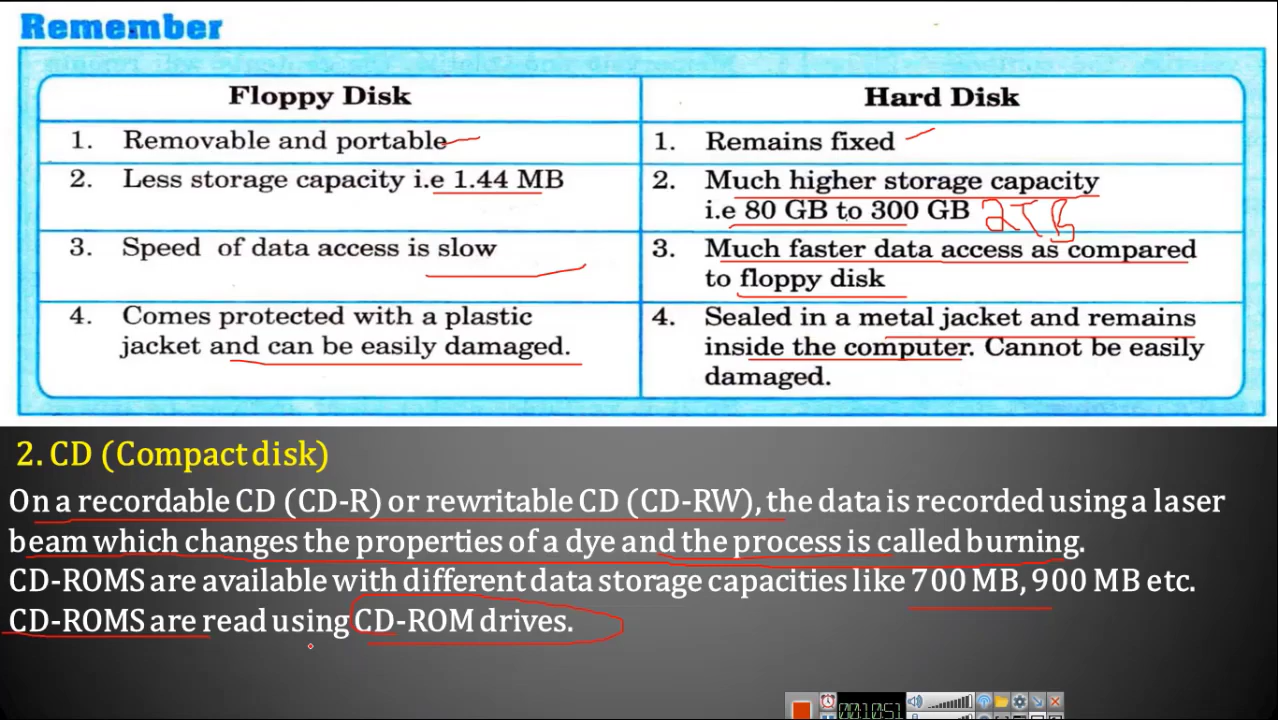 Remember
Floppy Disk
Hard Disk
1. Removable and portable
1. Remains fixed
2. Less storage capacity i.e 1.44 MB
2. Much higher storage capacity
i.e 80 GB to 300 GB 2TB
3. Speed of data access is slow
3. Much faster data access as compared
to floppy disk
4. Comes protected with a plastic
jacket and can be easily damaged.
4. Sealed in a metal jacket and remains
inside the computer. Cannot be easily
damaged.
2. CD (Compact disk)
On a recordable CD (CD-R) or rewritable CD (CD-RW), the data is recorded using a laser
beam which changes the properties of a dye and the process is called burning.
CD-ROMS are available with different data storage capacities like 700 MB, 900 MB etc.
CD-ROMS are read using CD-ROM drives.
00:10:51